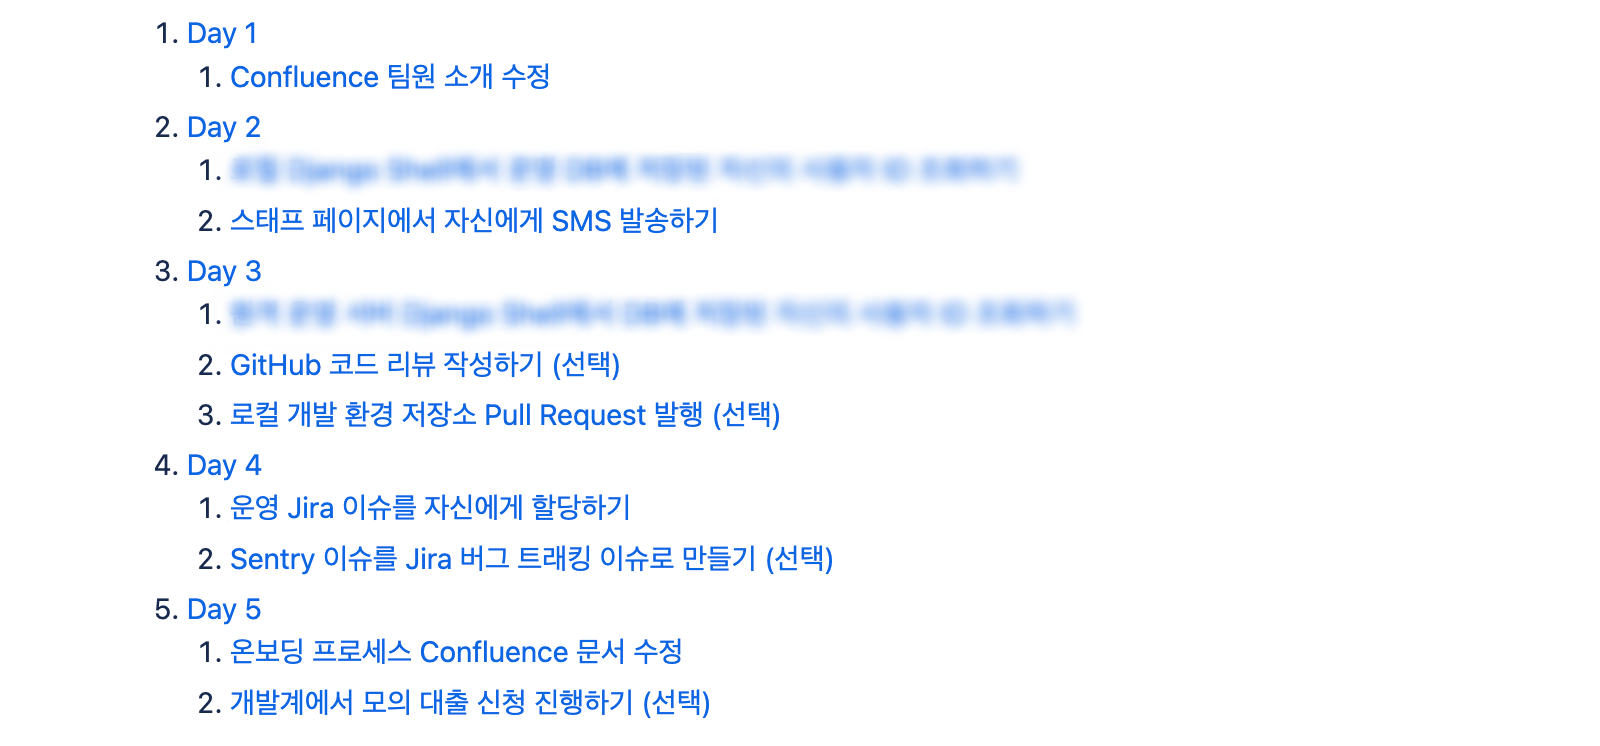 1. Day 1
1. Confluence 팀원 소개 수정
2. Day 2
1.
2. 스태프 페이지에서 자신에게 SMS 발송하기
3. Day 3
1.
2. GitHub 코드 리뷰 작성하기 (선택)
3. 로컬 개발 환경 저장소 Pull Request 발행 (선택)
4. Day 4
1. 운영 Jira 이슈를 자신에게 할당하기
2. Sentry 이슈를 Jira 버그 트래킹 이슈로 만들기 (선택)
5. Day 5
1. 온보딩 프로세스 Confluence 문서 수정
2. 개발계에서 모의 대출 신청 진행하기 (선택)